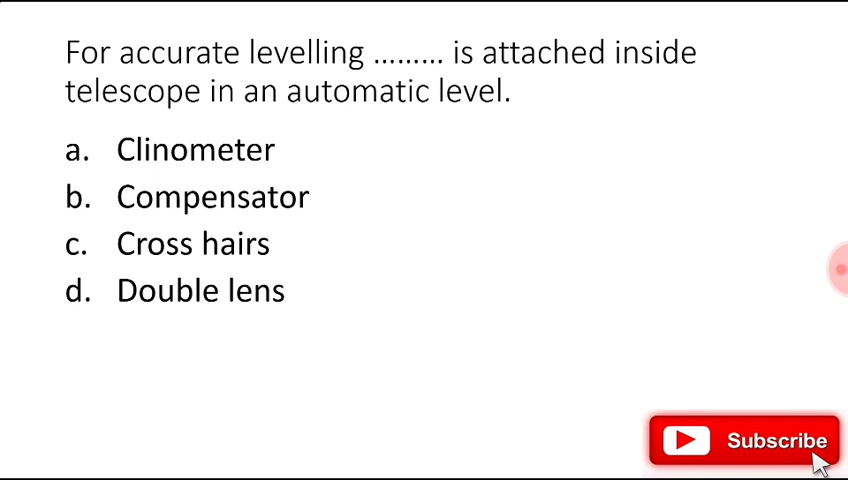 For accurate levelling ......... is attached inside
telescope in an automatic level.
a. Clinometer
b. Compensator
c. Cross hairs
d. Double lens
Subscribe